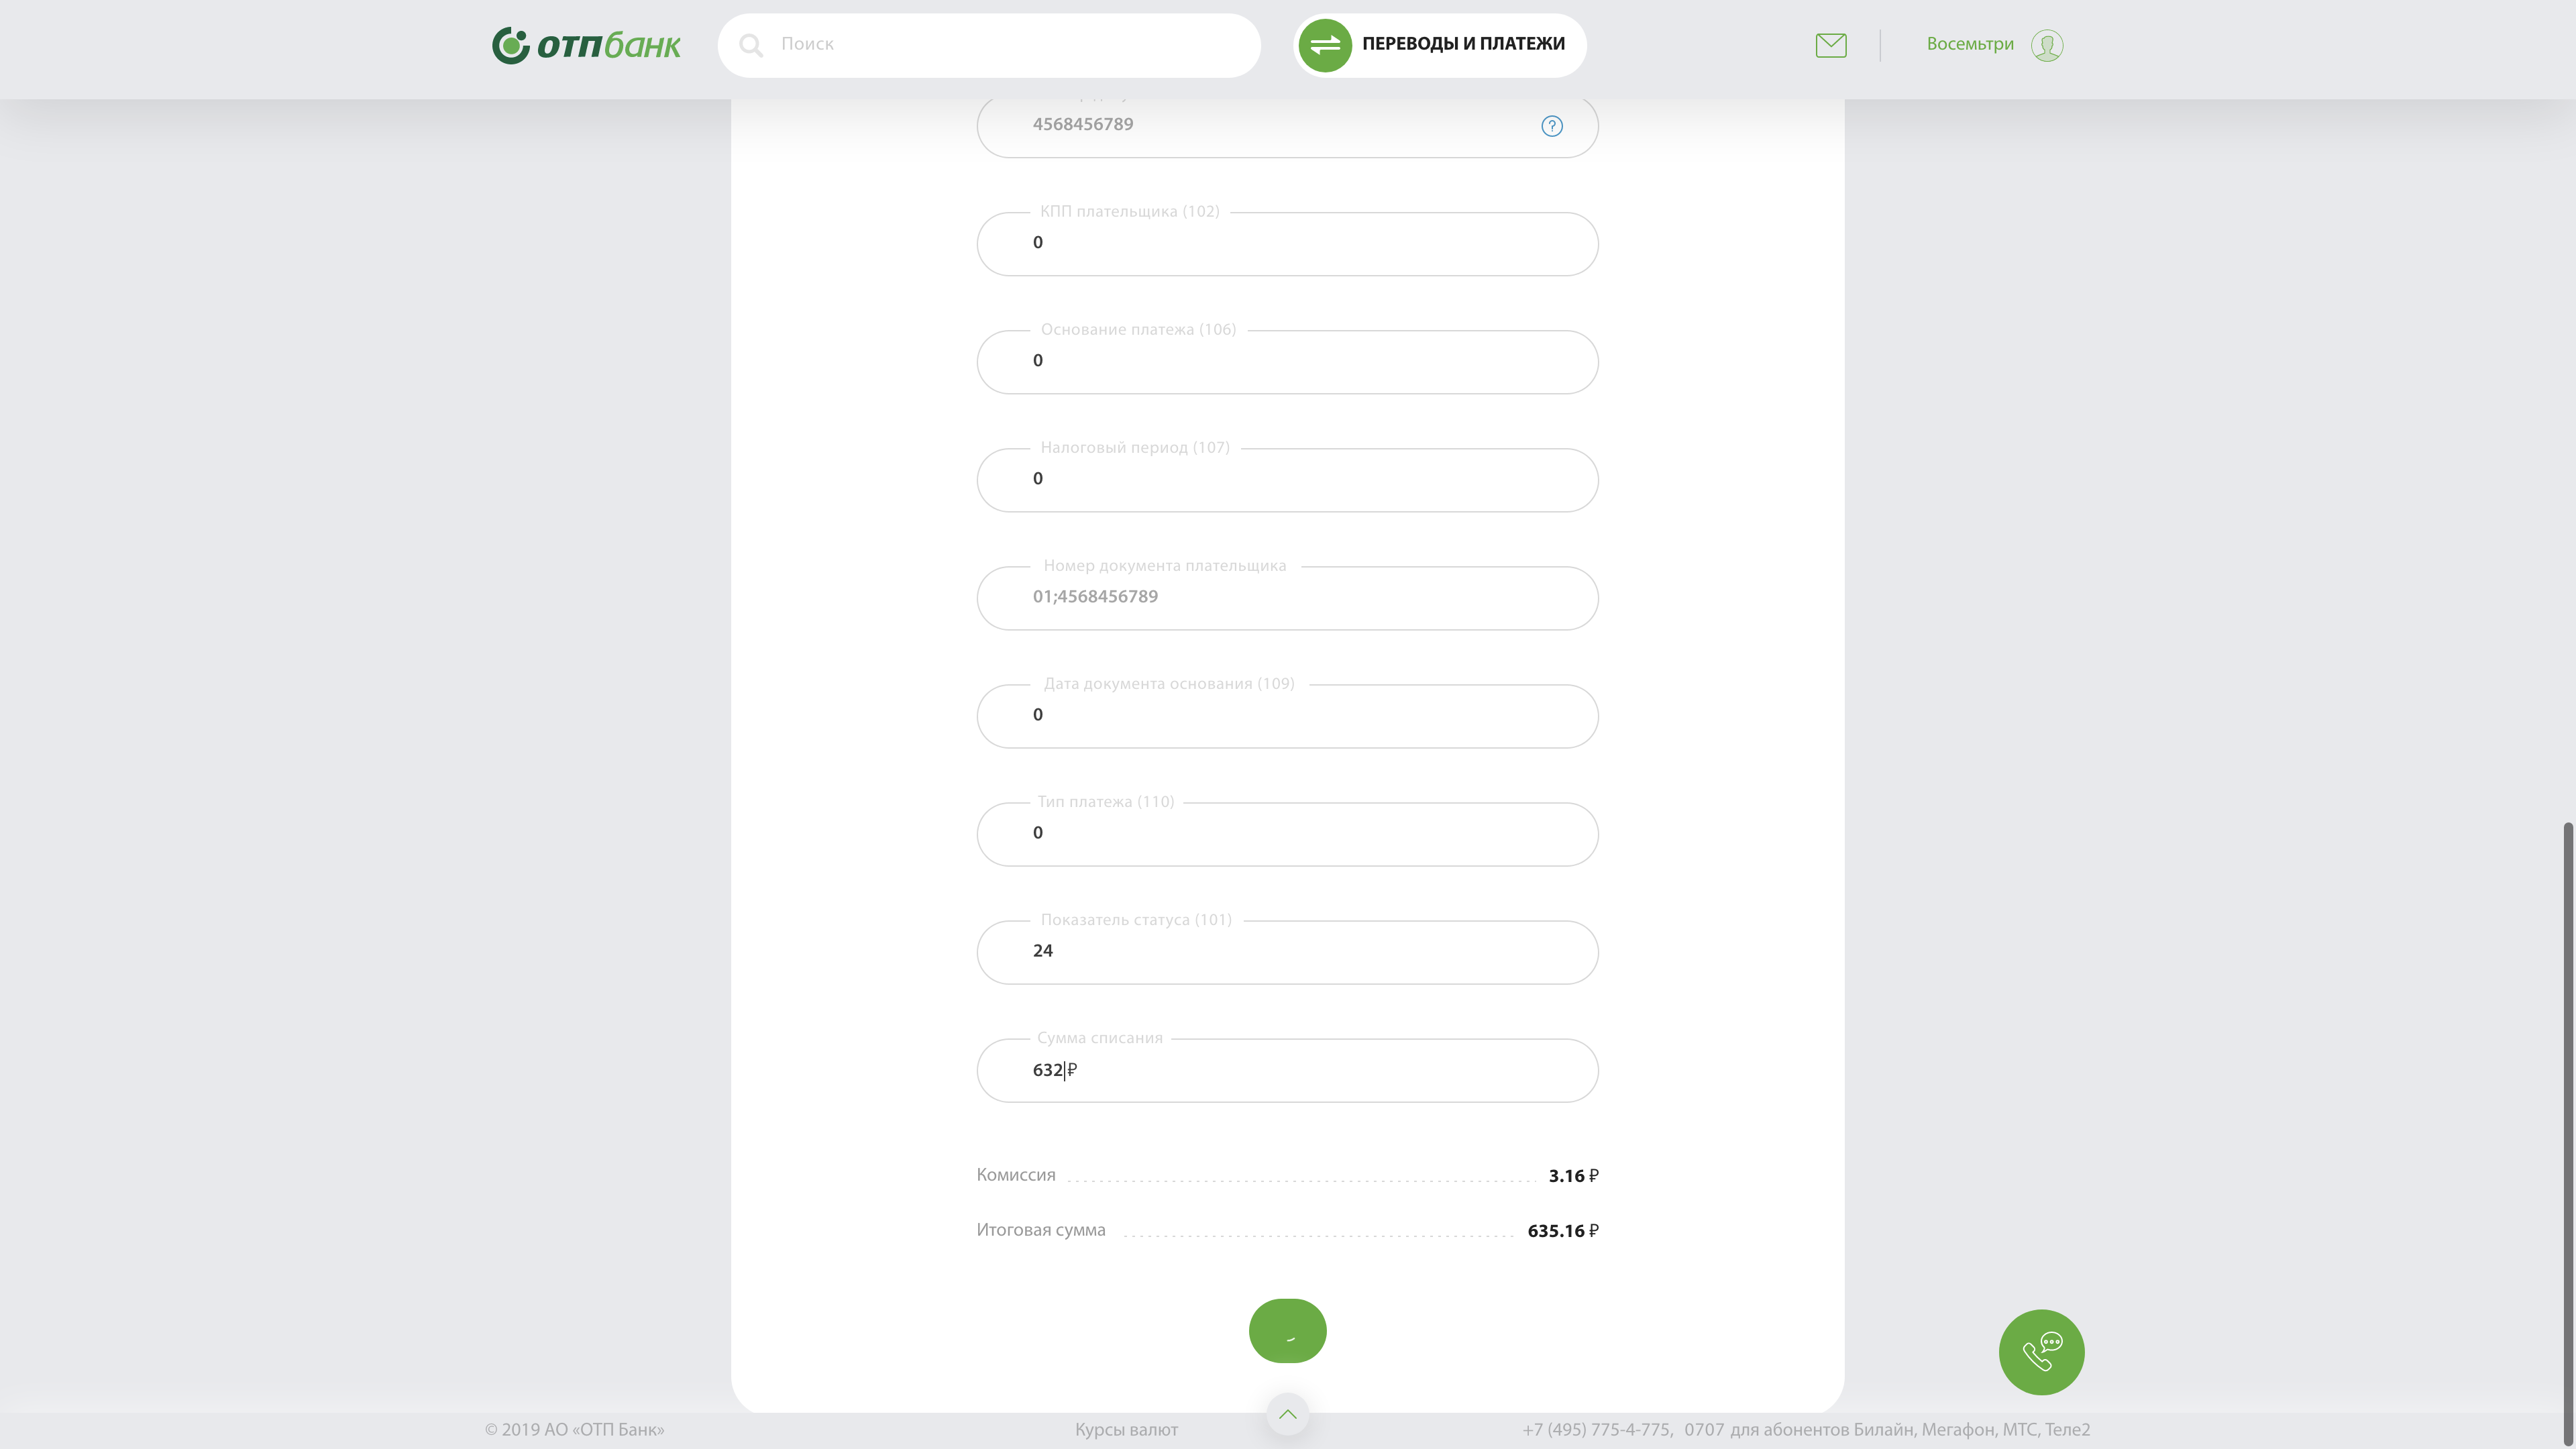 отпбанк
Поиск
ПЕРЕВОДЫ И ПЛАТЕЖИ
Восемьтри
4568456789
?
КПП плательщика (102)
0
Основание платежа (106)
0
Налоговый период (107)
0
Номер документа плательщика
01;4568456789
Дата документа основания (109)
0
Тип платежа (110)
0
Показатель статуса (101)
24
Сумма списания
632 ₽
Комиссия 3.16 ₽
Итоговая сумма 635.16 ₽
© 2019 АО «ОТП Банк»
Курсы валют
+7 (495) 775-4-775, 0707 для абонентов Билайн, Мегафон, МТС, Теле2